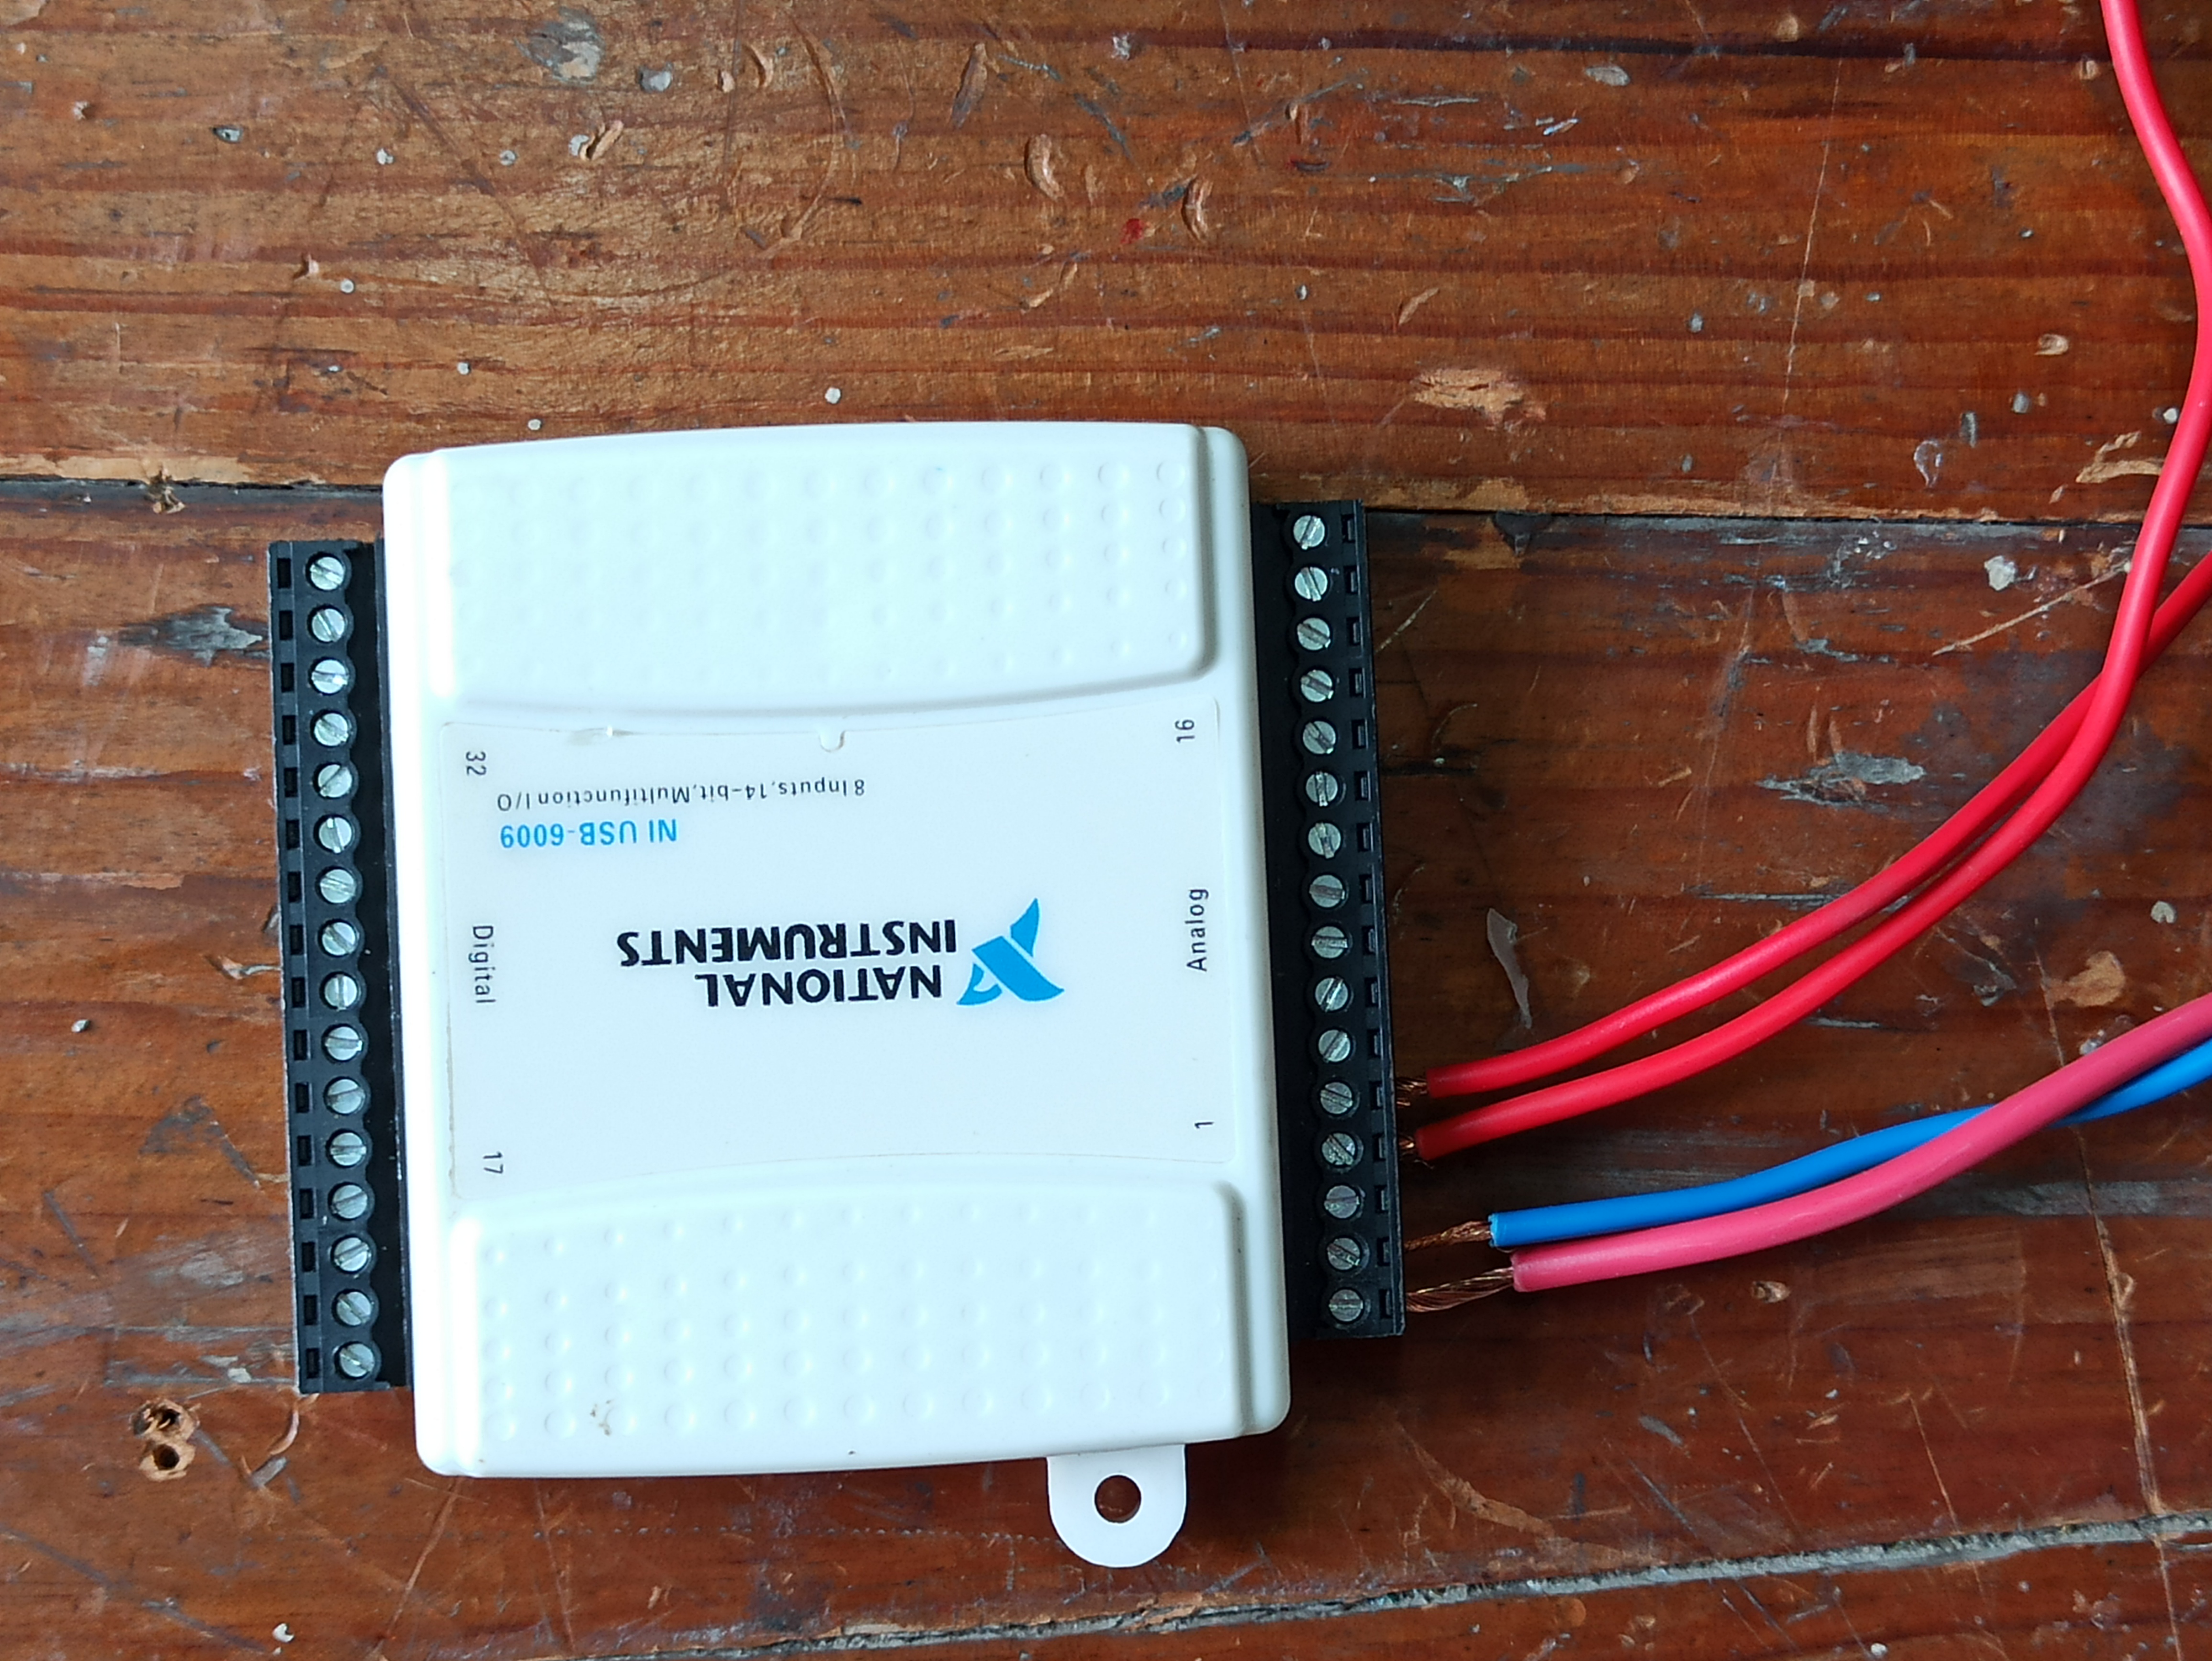 17
1
NATIONAL
INSTRUMENTS
Digital
Analog
NI USB-6009
8 Inputs, 14-bit, Multifunction I/O
32
16